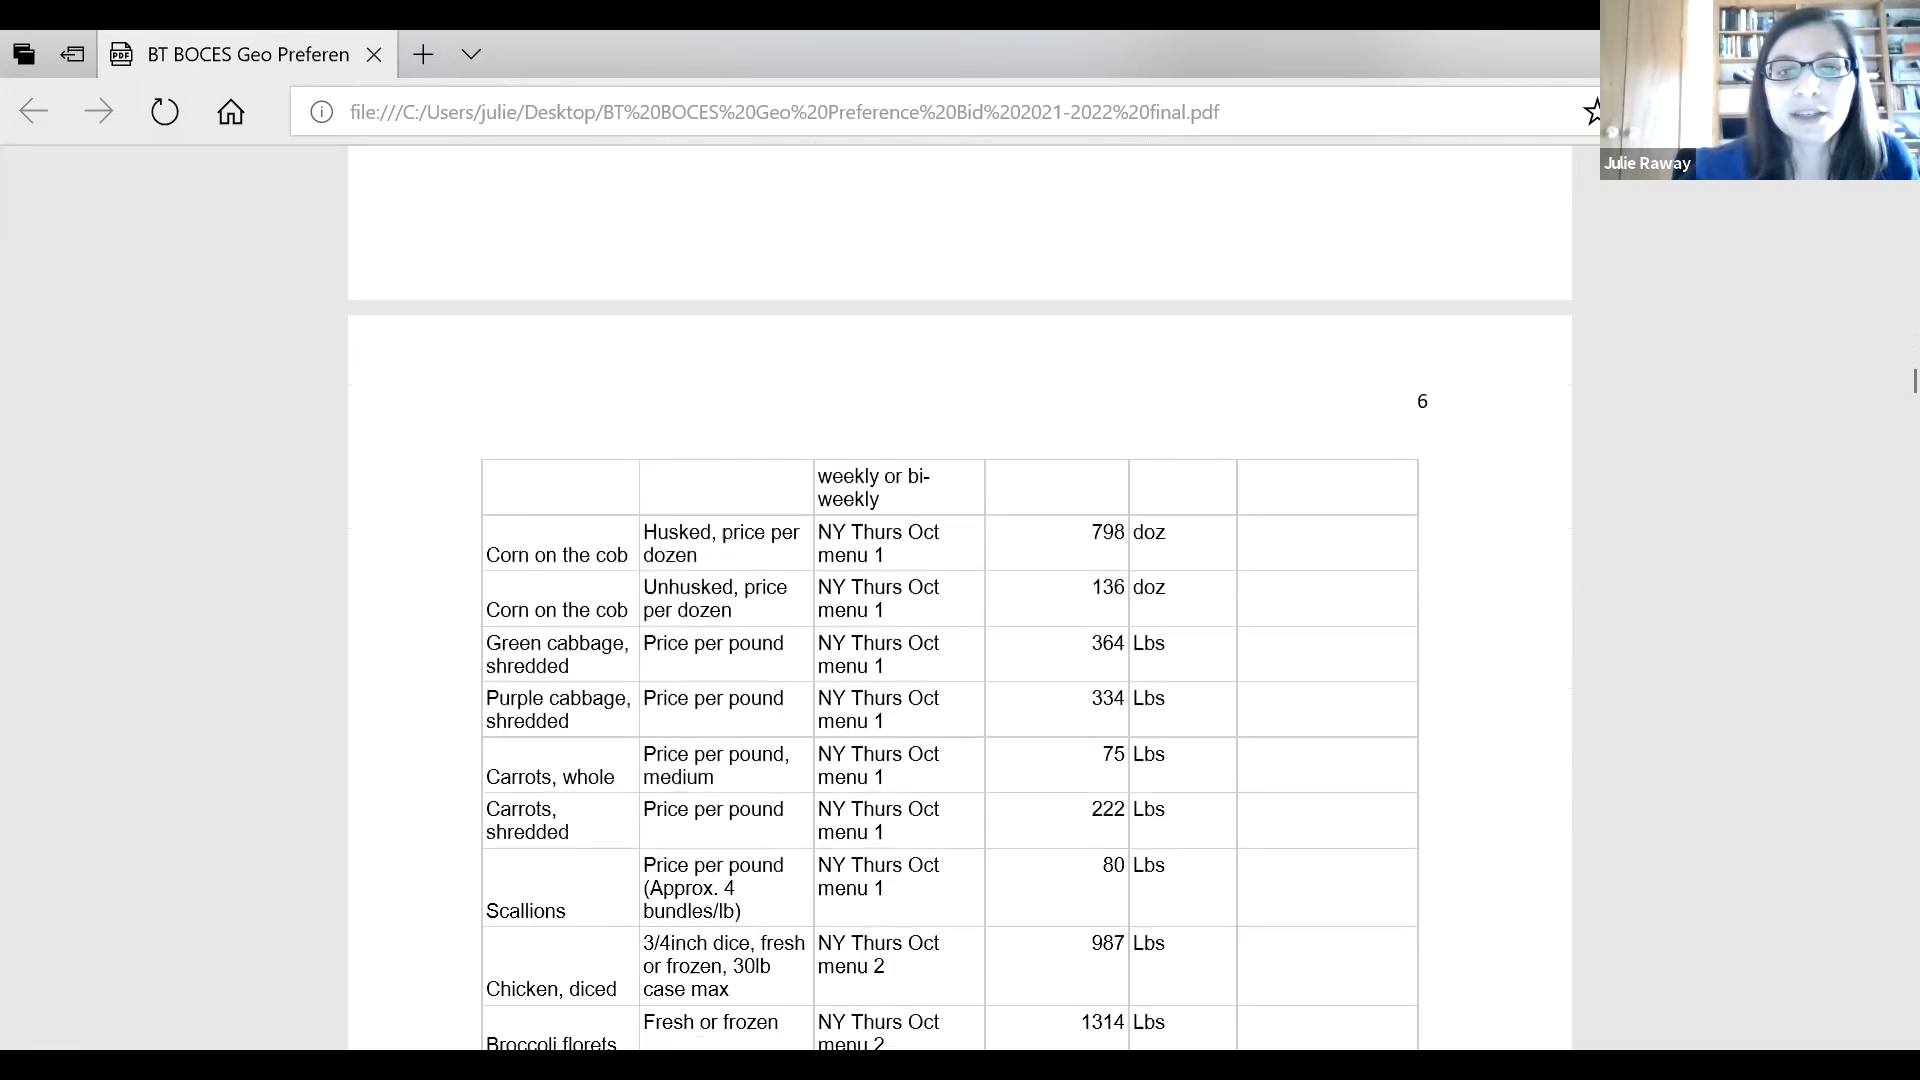 BT BOCES Geo Preferen
file:///C:/Users/julie/Desktop/BT%20BOCES%20Geo%20Preference%20Bid%202021-2022%20final.pdf
Julie Raway
6
weekly or bi-
weekly
Corn on the cob
Husked, price per
dozen
NY Thurs Oct
menu 1
798
doz
Corn on the cob
Unhusked, price
per dozen
NY Thurs Oct
menu 1
136
doz
Green cabbage,
shredded
Price per pound
NY Thurs Oct
menu 1
364
Lbs
Purple cabbage,
shredded
Price per pound
NY Thurs Oct
menu 1
334
Lbs
Carrots, whole
Price per pound,
medium
NY Thurs Oct
menu 1
75
Lbs
Carrots,
shredded
Price per pound
NY Thurs Oct
menu 1
222
Lbs
Scallions
Price per pound
(Approx. 4
bundles/lb)
NY Thurs Oct
menu 1
80
Lbs
Chicken, diced
3/4inch dice, fresh
or frozen, 30lb
case max
NY Thurs Oct
menu 2
987
Lbs
Broccoli florets
Fresh or frozen
NY Thurs Oct
menu 2
1314
Lbs